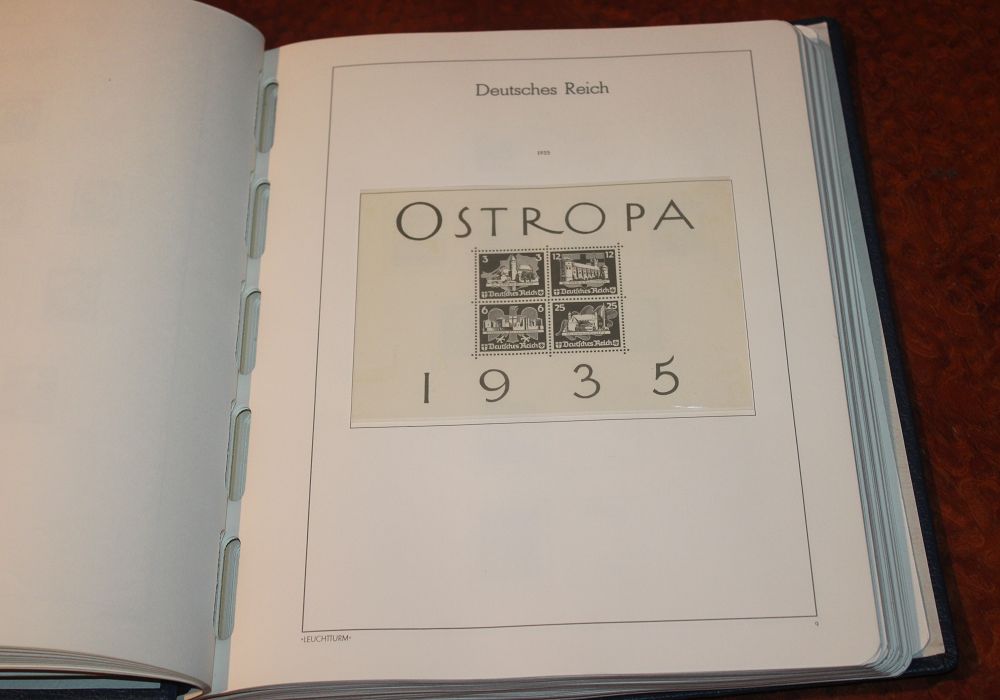 Deutsches Reich
1935
OSTROPA
3 3
Deutsches Reich
12 12
Deutsches Reich
6 6
Deutsches Reich
25 25
Deutsches Reich
1935
•LEUCHTTURM•
9